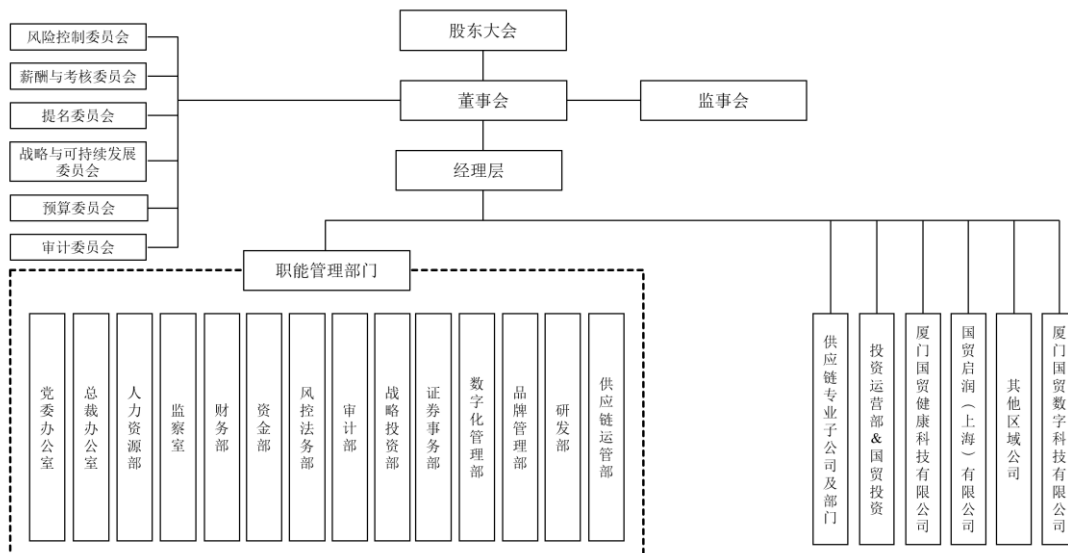 风险控制委员会
薪酬与考核委员会
提名委员会
战略与可持续发展
委员会
预算委员会
审计委员会
股东大会
董事会
监事会
经理层
职能管理部门
党委办公室
总裁办公室
人力资源部
监察室
财务部
资金部
风控法务部
审计部
战略投资部
证券事务部
数字化管理部
品牌管理部
研发部
供应链运管部
供应链专业子公司及部门
投资运营部&国贸投资
厦门国贸健康科技有限公司
国贸启润（上海）有限公司
其他区域公司
厦门国贸数字科技有限公司